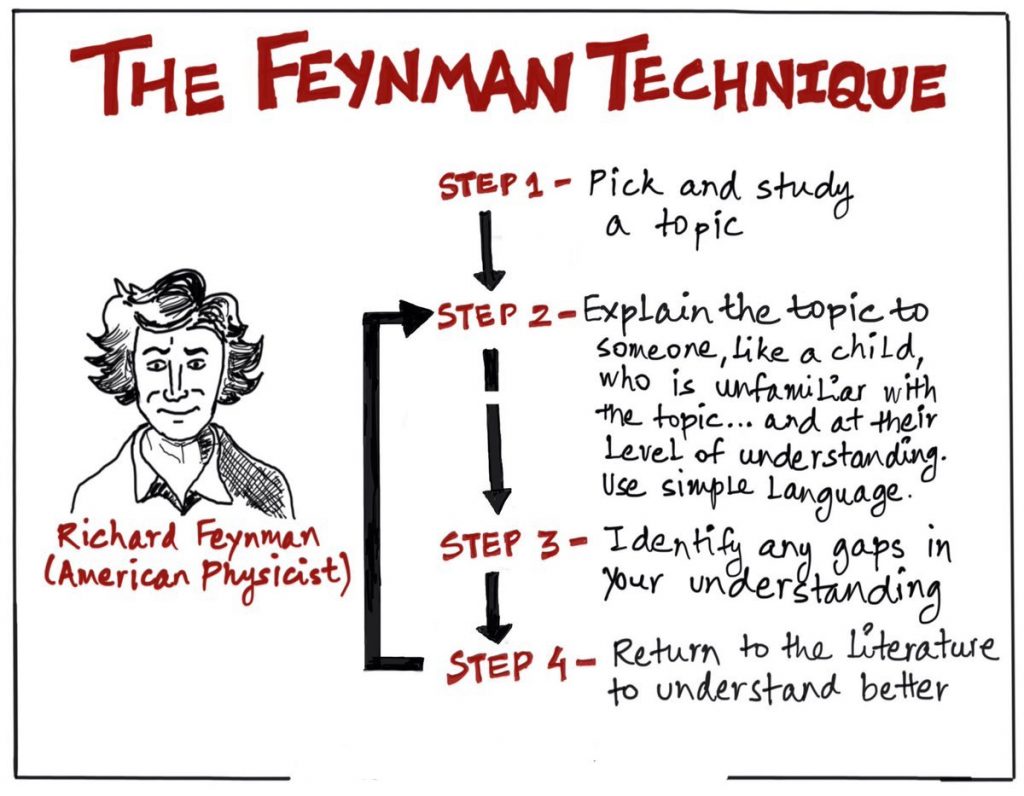 THE FEYNMAN TECHNIQUE
STEP 1 - Pick and study
a topic
STEP 2 - Explain the topic to
someone, like a child,
who is unfamiliar with
the topic... and at their
level of understanding.
Use simple language.
STEP 3 - Identify any gaps in
your understanding
STEP 4 - Return to the literature
to understand better
Richard Feynman
(American Physicist)